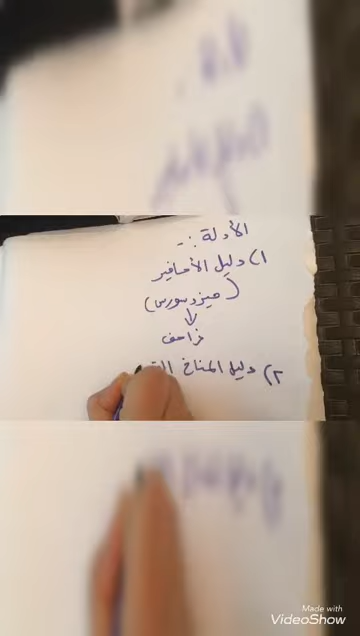 الأدلة :-
١) دليل الأحافير
(ميزوسورس)
زاحف
٢) دليل المناخ
Made with
VideoShow